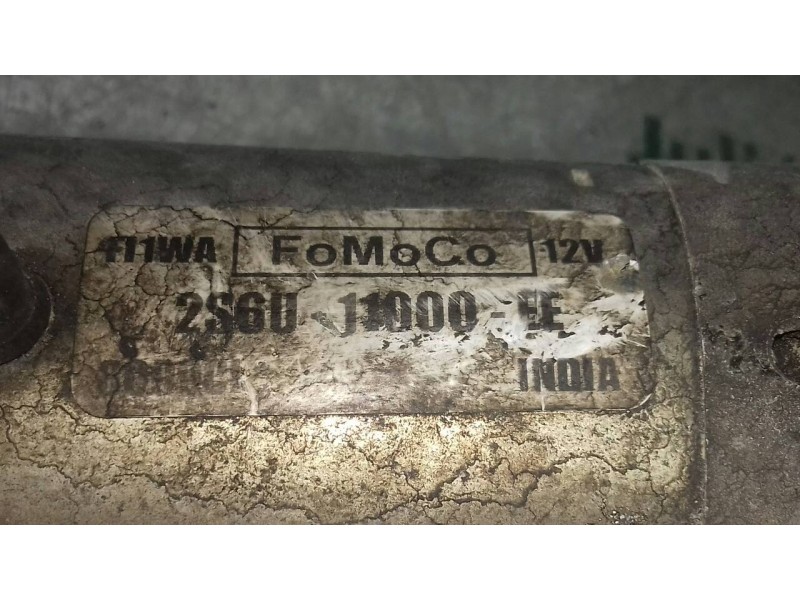 F11WA FoMoCo 12V
2S6U-11000-EE
INDIA